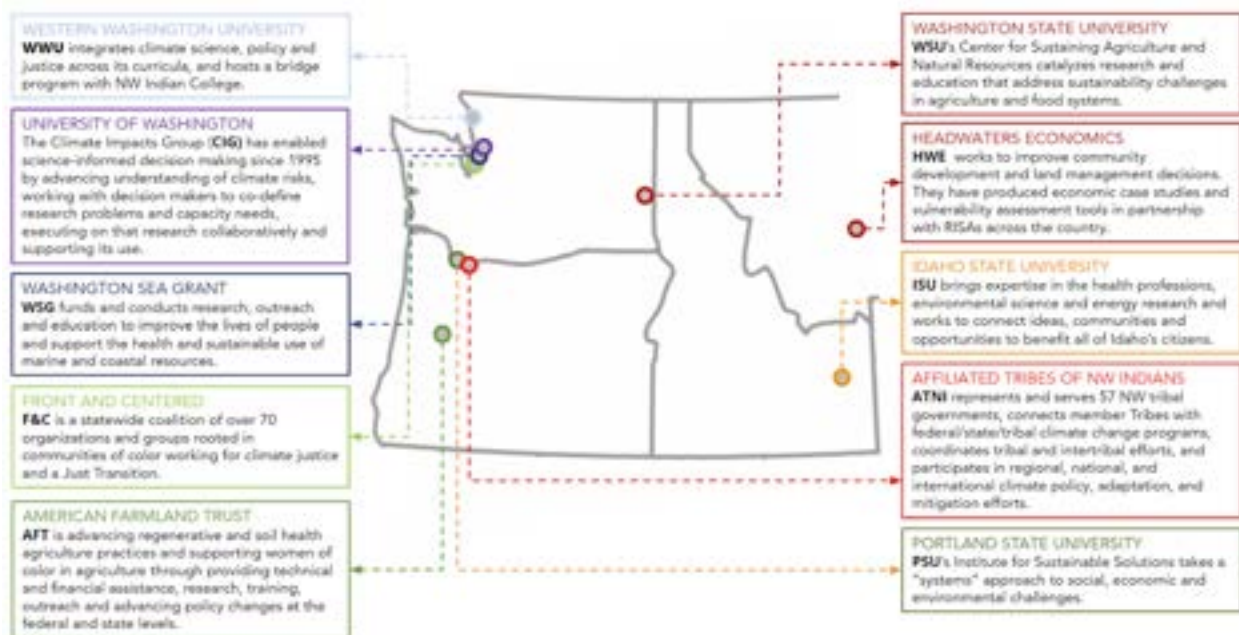 WESTERN WASHINGTON UNIVERSITY
WWU integrates climate science, policy and
justice across its curricula, and hosts a bridge
program with NW Indian College.
UNIVERSITY OF WASHINGTON
The Climate Impacts Group (CIG) has enabled
science-informed decision making since 1995
by advancing understanding of climate risks,
working with decision makers to co-define
research problems and capacity needs,
executing on that research collaboratively and
supporting its use.
WASHINGTON SEA GRANT
WSG funds and conducts research, outreach
and education to improve the lives of people
and support the health and sustainable use of
marine and coastal resources.
FRONT AND CENTERED
F&C is a statewide coalition of over 70
organizations and groups rooted in
communities of color working for climate justice
and a Just Transition.
AMERICAN FARMLAND TRUST
AFT is advancing regenerative and soil health
agriculture practices and supporting women of
color in agriculture through providing technical
and financial assistance, research, training,
outreach and advancing policy changes at the
federal and state levels.
WASHINGTON STATE UNIVERSITY
WSU's Center for Sustaining Agriculture and
Natural Resources catalyzes research and
education that address sustainability challenges
in agriculture and food systems.
HEADWATERS ECONOMICS
HWE works to improve community
development and land management decisions.
They have produced economic case studies and
vulnerability assessment tools in partnership
with RISAs across the country.
IDAHO STATE UNIVERSITY
ISU brings expertise in the health professions,
environmental science and energy research and
works to connect ideas, communities and
opportunities to benefit all of Idaho's citizens.
AFFILIATED TRIBES OF NW INDIANS
ATNI represents and serves 57 NW tribal
governments, connects member Tribes with
federal/state/tribal climate change programs,
coordinates tribal and intertribal efforts, and
participates in regional, national, and
international climate policy, adaptation, and
mitigation efforts.
PORTLAND STATE UNIVERSITY
PSU's Institute for Sustainable Solutions takes a
"systems" approach to social, economic and
environmental challenges.